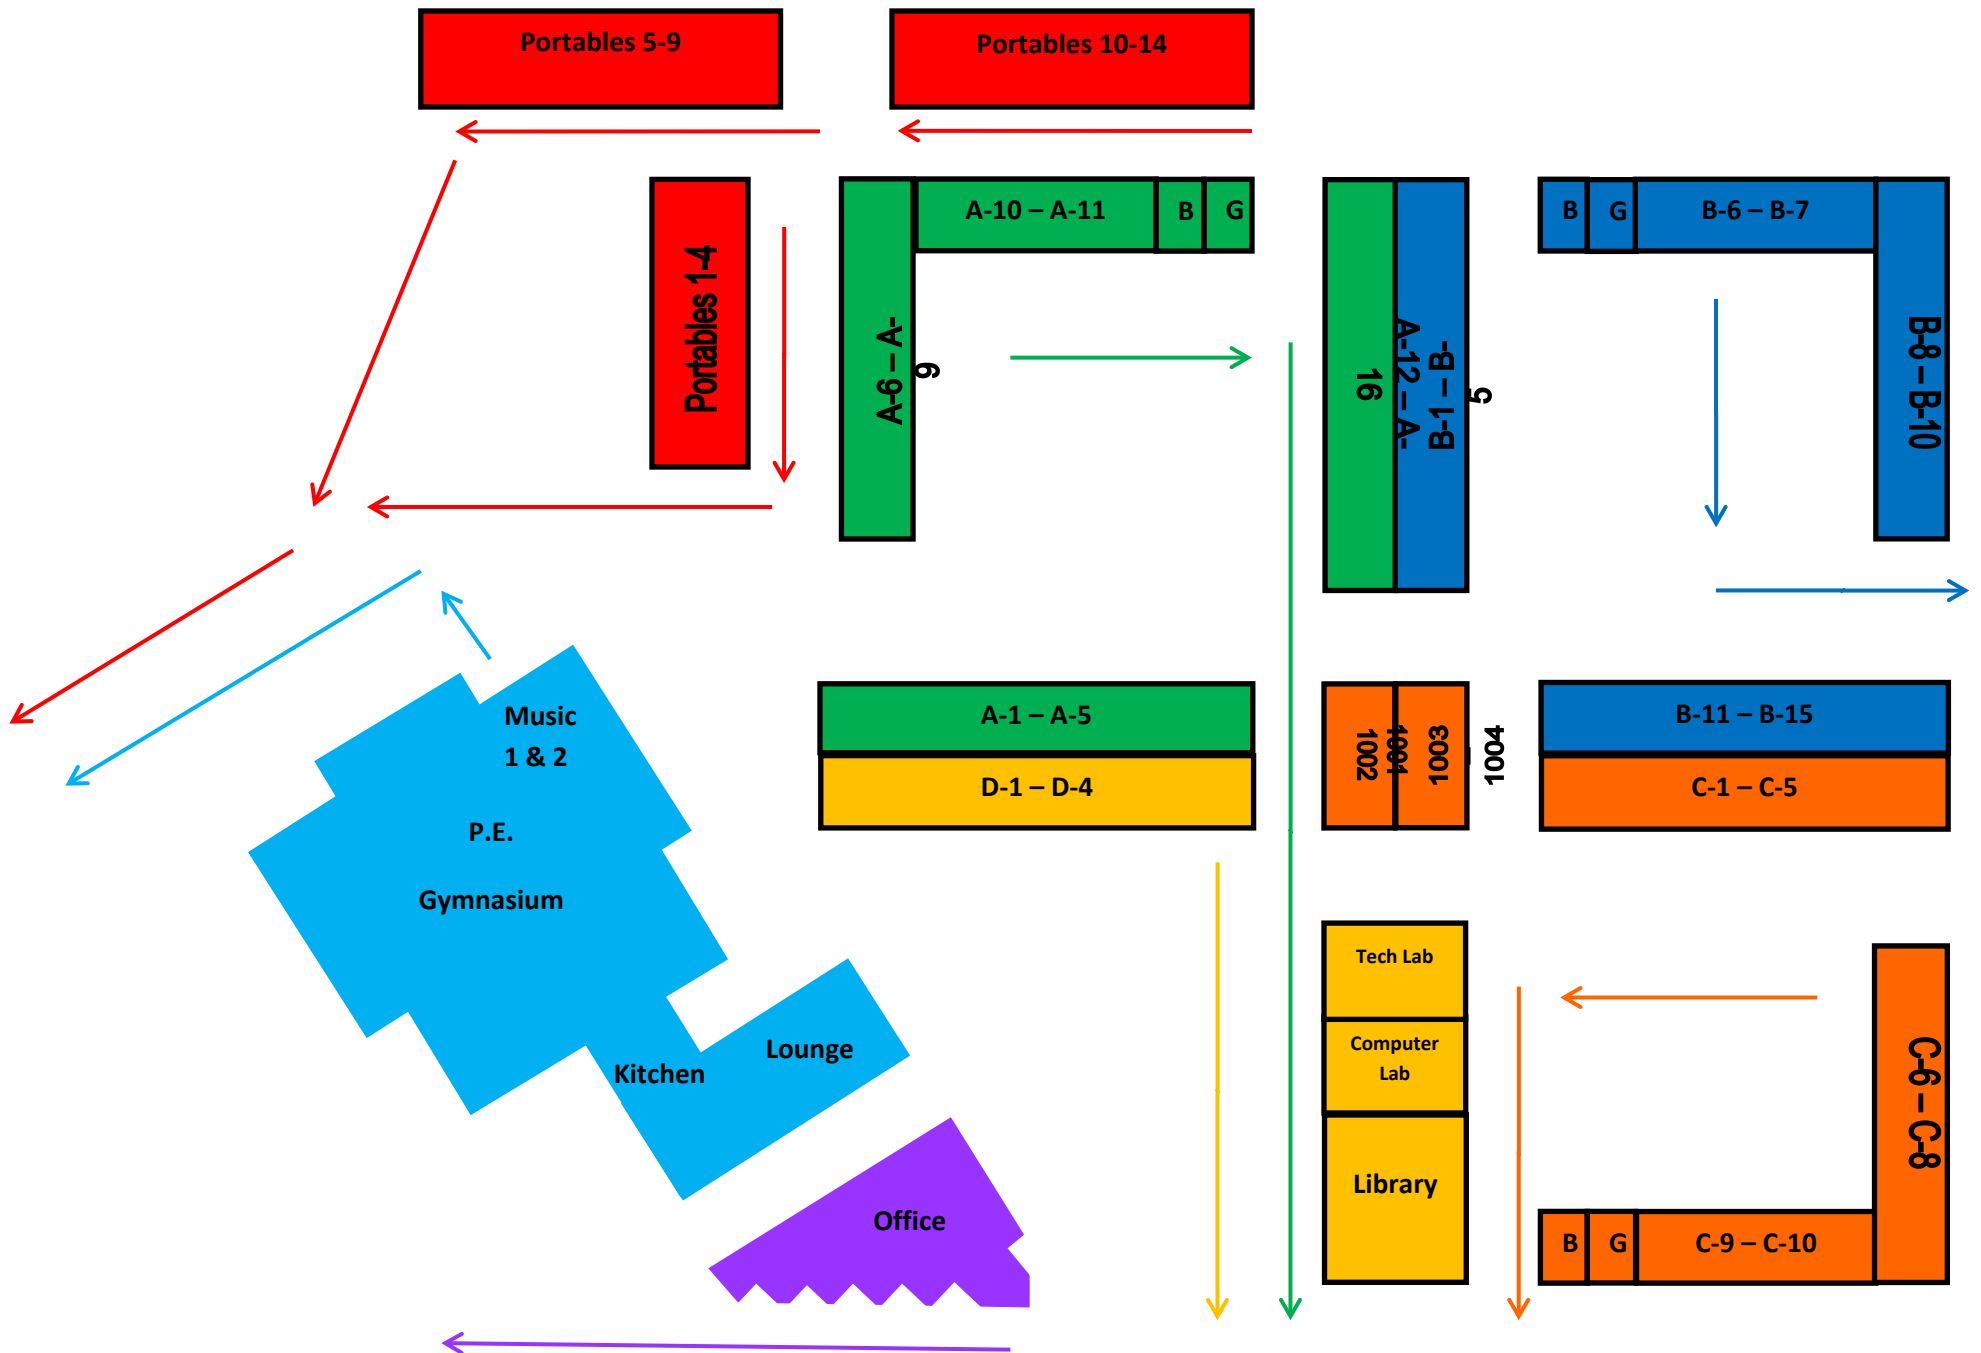 Portables 5-9
Portables 10-14
Portables 1-4
A-6 – A-
9
A-10 – A-11
B
G
A-12 – A-
16
B-1 – B-
5
B
G
B-6 – B-7
B-8 – B-10
Music
1 & 2
P.E.
Gymnasium
Kitchen
Lounge
Office
A-1 – A-5
D-1 – D-4
1001
1002
1003
1004
B-11 – B-15
C-1 – C-5
Tech Lab
Computer
Lab
Library
C-6 – C-8
B
G
C-9 – C-10